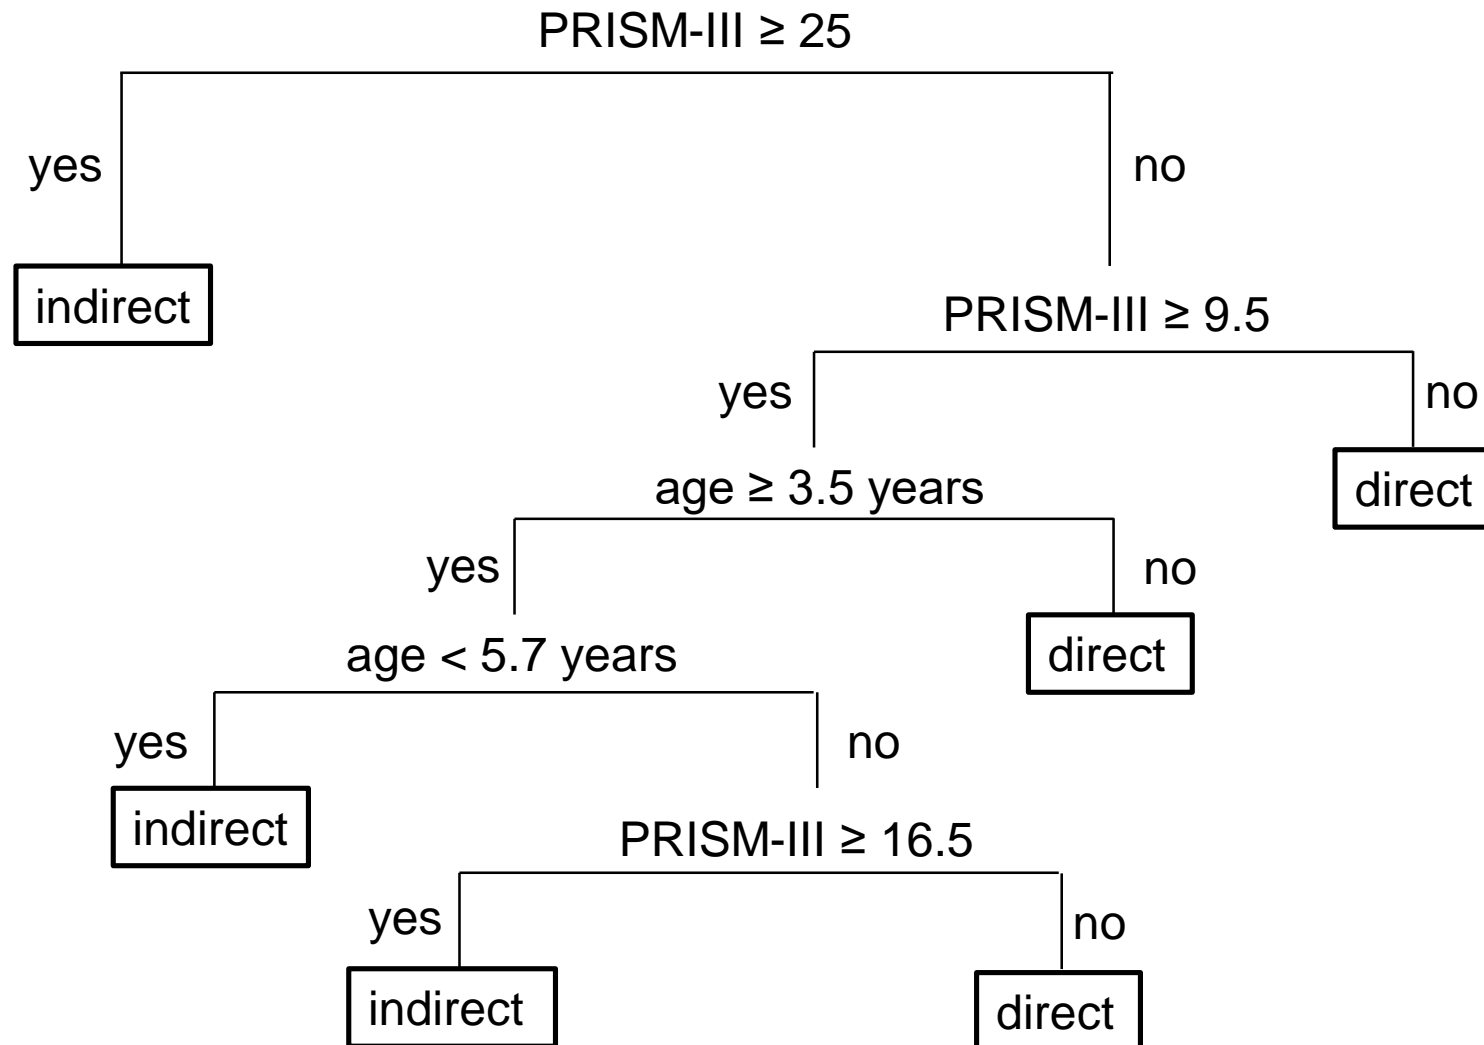 PRISM-III ≥ 25
yes
no
indirect
PRISM-III ≥ 9.5
yes
no
age ≥ 3.5 years
direct
yes
no
age < 5.7 years
direct
yes
no
indirect
PRISM-III ≥ 16.5
yes
no
indirect
direct